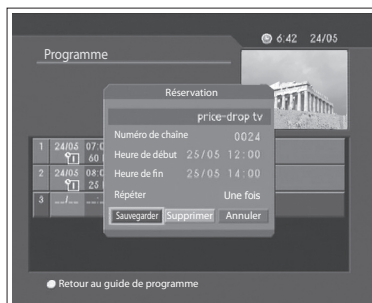 6:42 24/05
Programme
Réservation
price-drop tv
Numéro de chaîne 0024
Heure de début 25/05 12:00
Heure de fin 25/05 14:00
Répéter Une fois
Sauvegarder Supprimer Annuler
1 24/05 07:0
60
2 24/05 08:0
25
3 --/-- --:
Retour au guide de programme